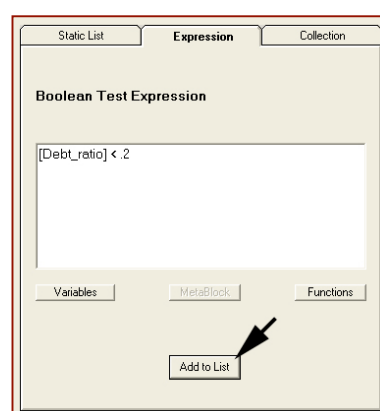 Static List Expression Collection
Boolean Test Expression
[Debt_ratio] < .2
Variables MetaBlock Functions
Add to List